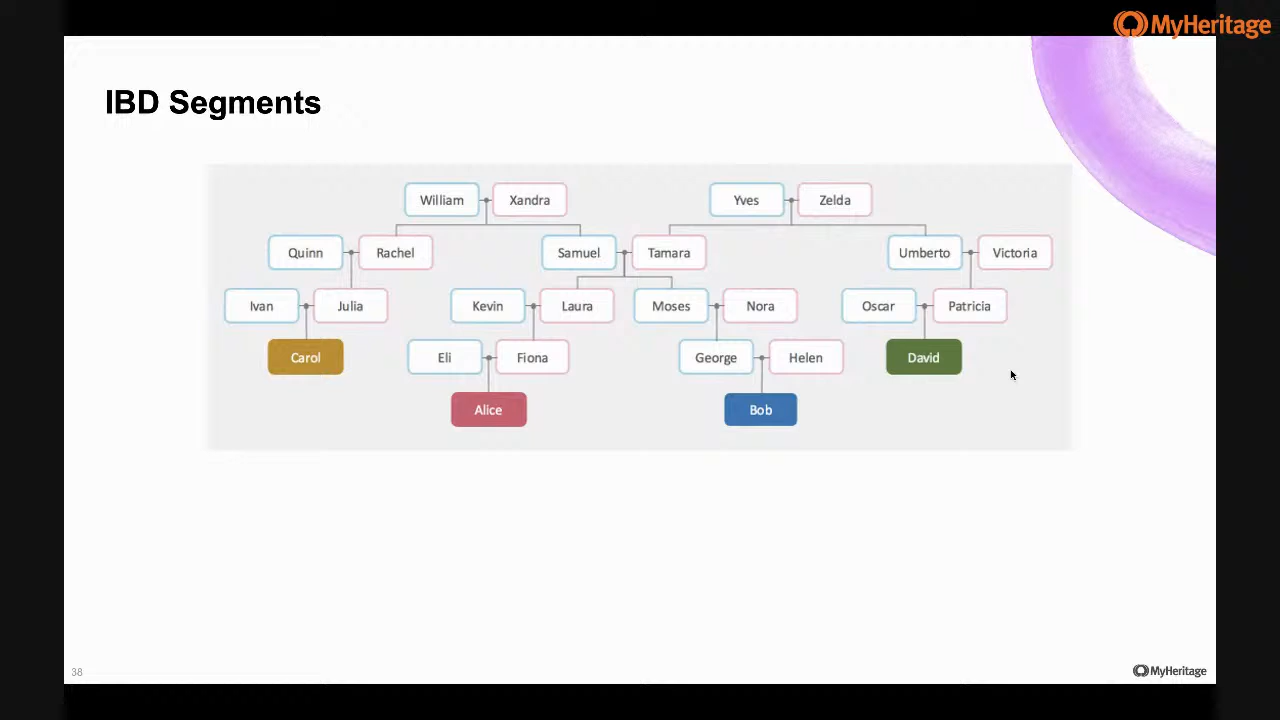 MyHeritage
IBD Segments
William Xandra Yves Zelda
Quinn Rachel Samuel Tamara Umberto Victoria
Ivan Julia Kevin Laura Moses Nora Oscar Patricia
Carol Eli Fiona George Helen David
Alice Bob
38 MyHeritage